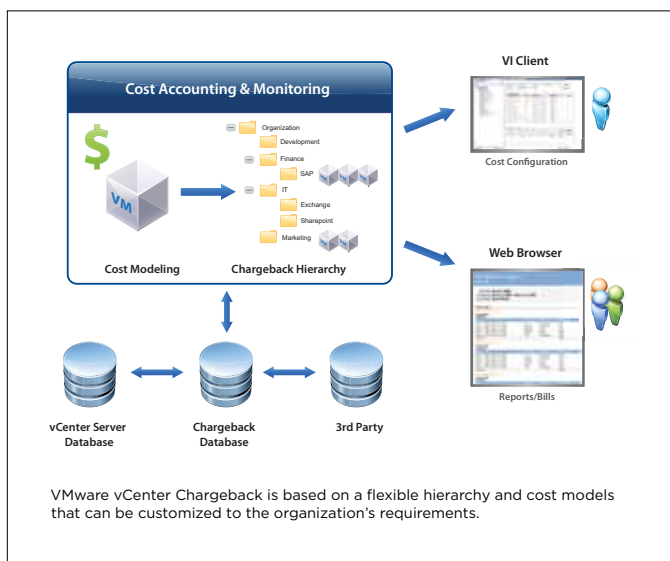 Cost Accounting & Monitoring
$
VM
Cost Modeling
Organization
Development
Finance
SAP
IT
Exchange
Sharepoint
Marketing
Chargeback Hierarchy
VI Client
Cost Configuration
Web Browser
Reports/Bills
vCenter Server
Database
Chargeback
Database
3rd Party
VMware vCenter Chargeback is based on a flexible hierarchy and cost models
that can be customized to the organization’s requirements.